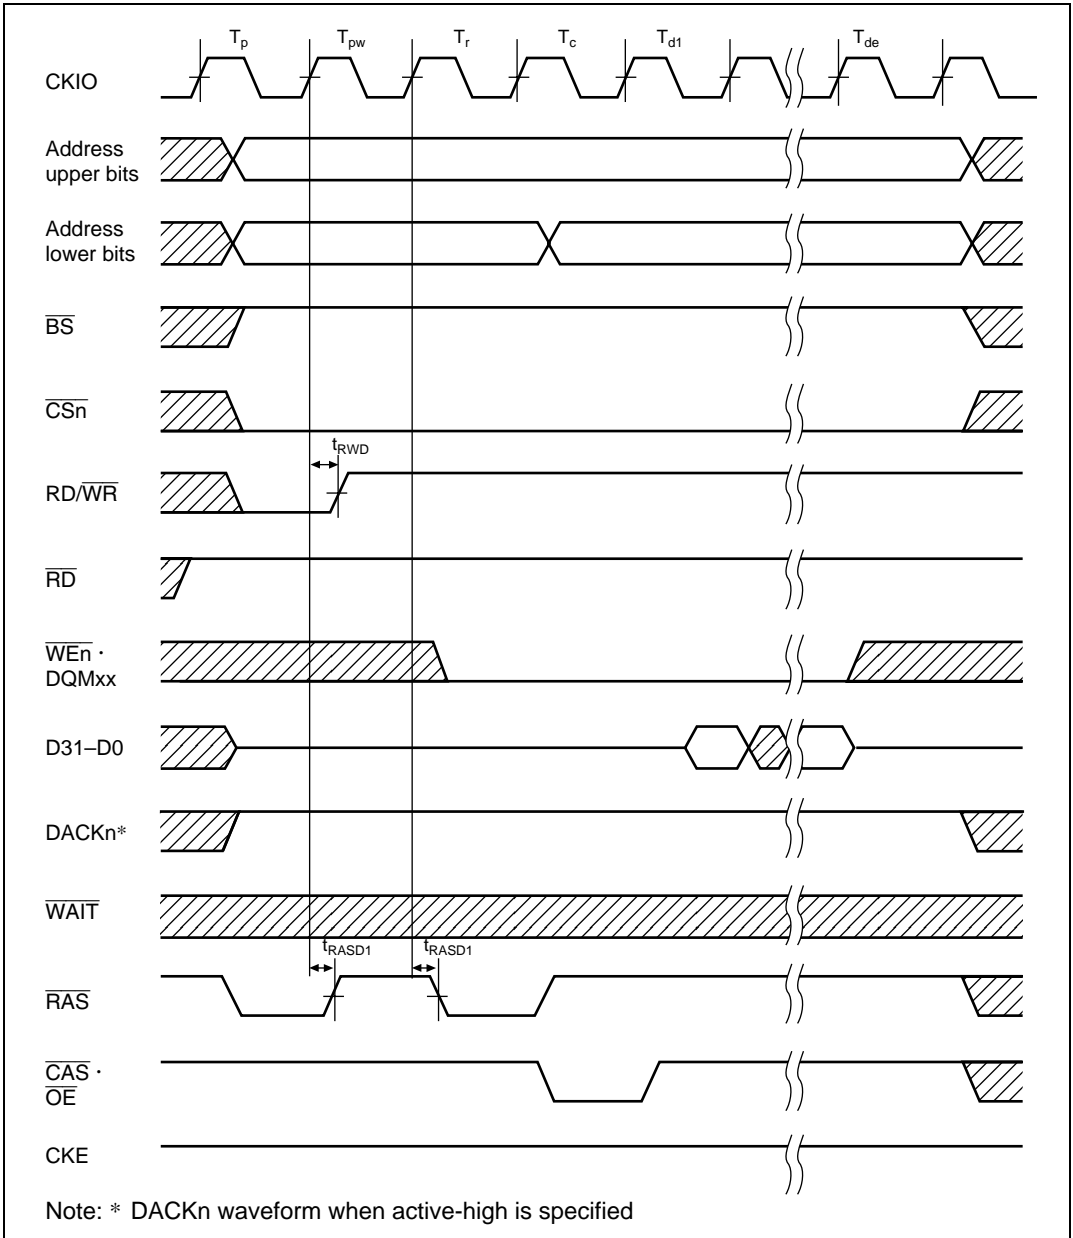 Tp Tpw Tr Tc Td1 Tde
CKIO
Address
upper bits
Address
lower bits
BS
CSn
tRWD
RD/WR
RD
WEn ·
DQMxx
D31–D0
DACKn*
WAIT
tRASD1 tRASD1
RAS
CAS ·
OE
CKE
Note: * DACKn waveform when active-high is specified